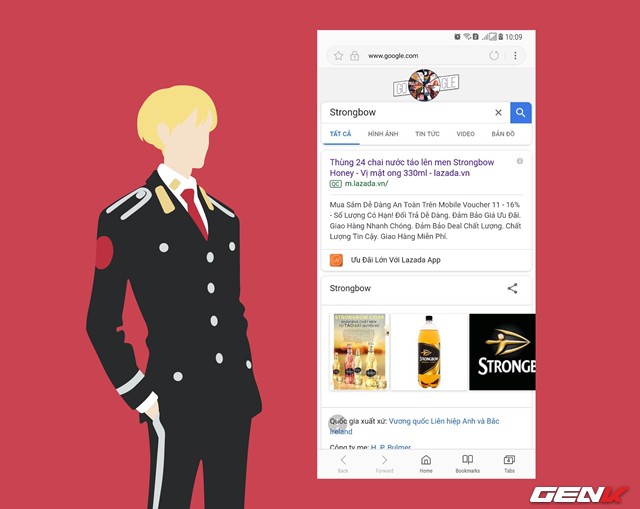 10:09
www.google.com
GO GLE
Strongbow
TẤT CẢ HÌNH ẢNH TIN TỨC VIDEO BẢN ĐỒ
Thùng 24 chai nước táo lên men Strongbow
Honey - Vị mật ong 330ml - lazada.vn
QC m.lazada.vn/
Mua Sắm Dễ Dàng An Toàn Trên Mobile Voucher 11 - 16%
- Số Lượng Có Hạn! Đổi Trả Dễ Dàng. Đảm Bảo Giá Ưu Đãi.
Giao Hàng Nhanh Chóng. Đảm Bảo Deal Chất Lượng. Chất
Lượng Tin Cậy. Giao Hàng Miễn Phí.
Ưu Đãi Lớn Với Lazada App
Strongbow
STRONGBOW
STRONGB
Quốc gia xuất xứ: Vương quốc Liên hiệp Anh và Bắc
Ireland
Công ty mẹ: H. P. Bulmer
Back Forward Home Bookmarks Tabs
4
GENK